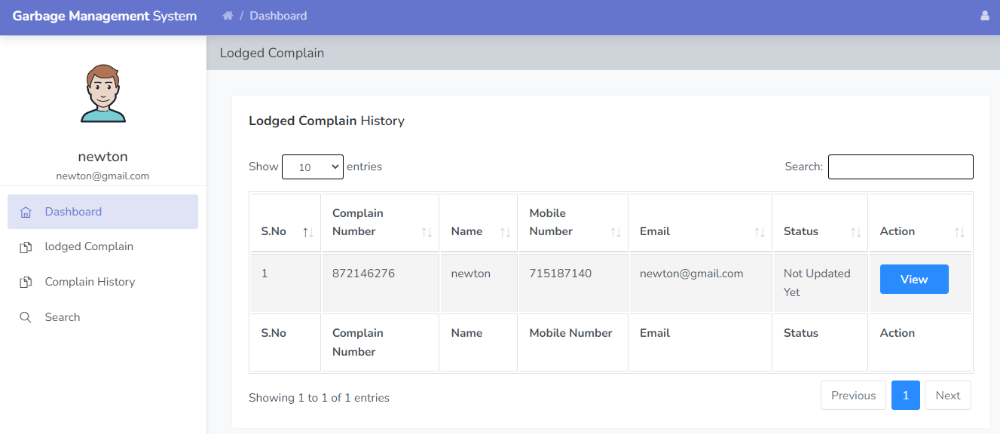 Garbage Management System
/ Dashboard
Lodged Complain
newton
newton@gmail.com
Dashboard
lodged Complain
Complain History
Search
Lodged Complain History
Show 10 entries
Search:
S.No
Complain
Number
Name
Mobile
Number
Email
Status
Action
1
872146276
newton
715187140
newton@gmail.com
Not Updated
Yet
View
S.No
Complain
Number
Name
Mobile Number
Email
Status
Action
Showing 1 to 1 of 1 entries
Previous
1
Next